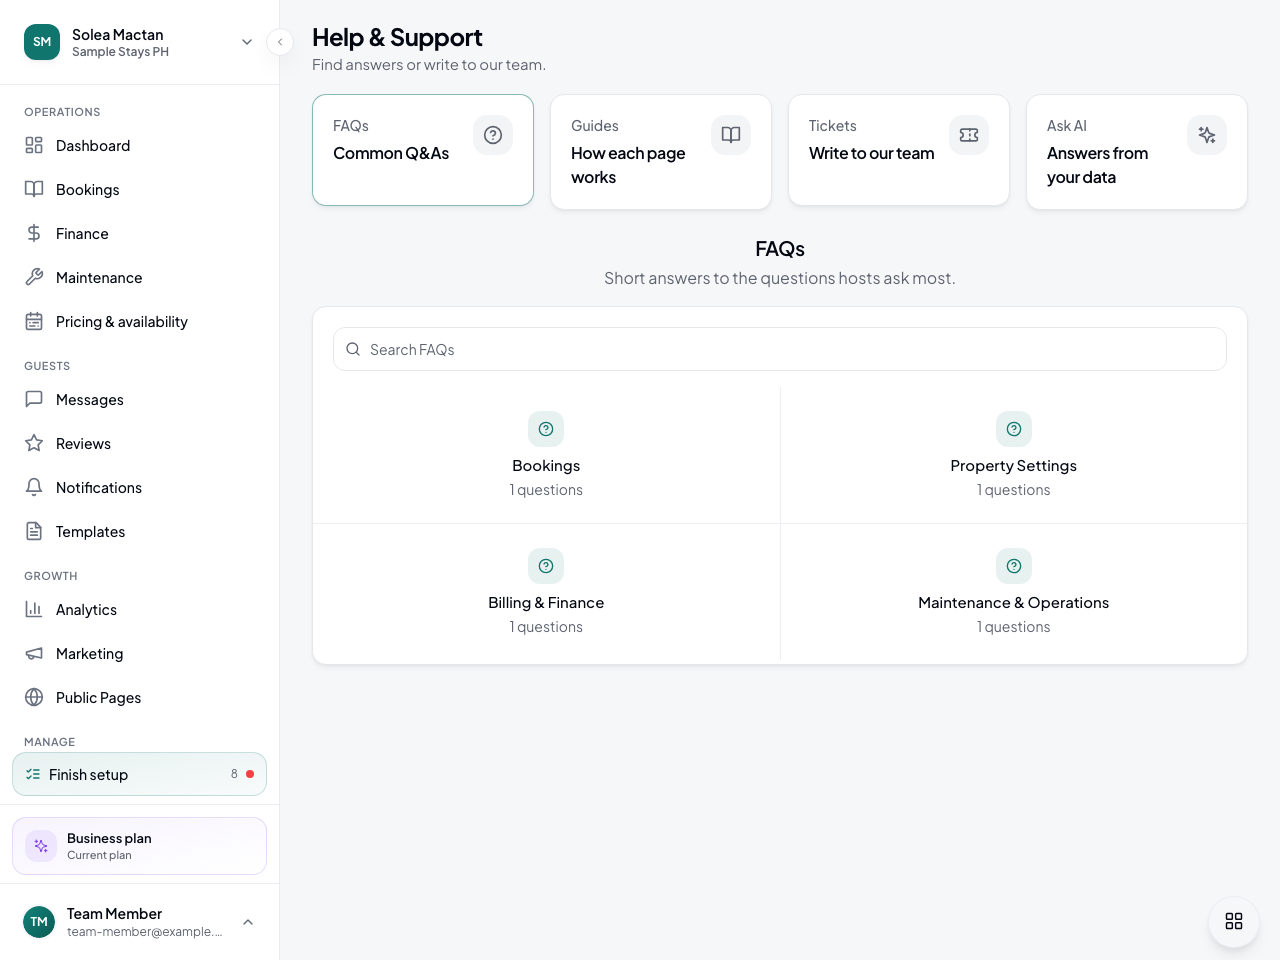 SM
Solea Mactan
Sample Stays PH
OPERATIONS
Dashboard
Bookings
Finance
Maintenance
Pricing & availability
GUESTS
Messages
Reviews
Notifications
Templates
GROWTH
Analytics
Marketing
Public Pages
MANAGE
Finish setup 8
Business plan
Current plan
TM
Team Member
team-member@example....
Help & Support
Find answers or write to our team.
FAQs
Common Q&As
Guides
How each page
works
Tickets
Write to our team
Ask AI
Answers from
your data
FAQs
Short answers to the questions hosts ask most.
Search FAQs
Bookings
1 questions
Property Settings
1 questions
Billing & Finance
1 questions
Maintenance & Operations
1 questions